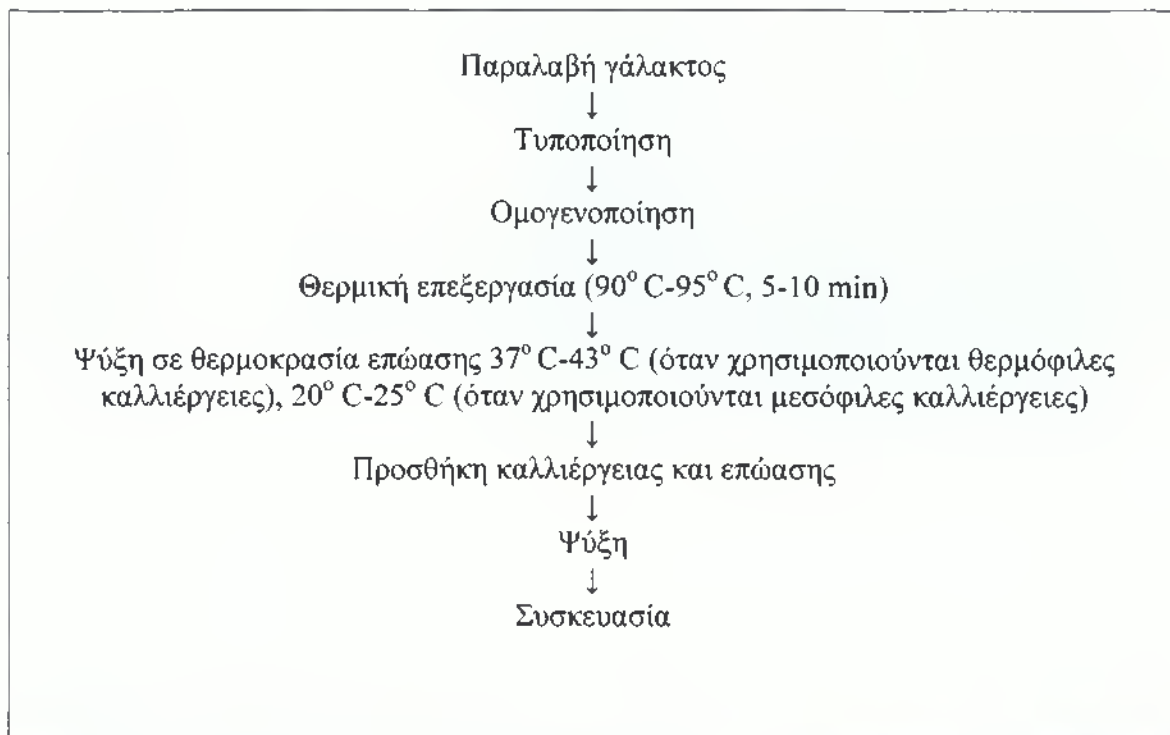 Παραλαβή γάλακτος
↓
Τυποποίηση
↓
Ομογενοποίηση
↓
Θερμική επεξεργασία (90° C-95° C, 5-10 min)
↓
Ψύξη σε θερμοκρασία επώασης 37° C-43° C (όταν χρησιμοποιούνται θερμόφιλες
καλλιέργειες), 20° C-25° C (όταν χρησιμοποιούνται μεσόφιλες καλλιέργειες)
↓
Προσθήκη καλλιέργειας και επώασης
↓
Ψύξη
↓
Συσκευασία